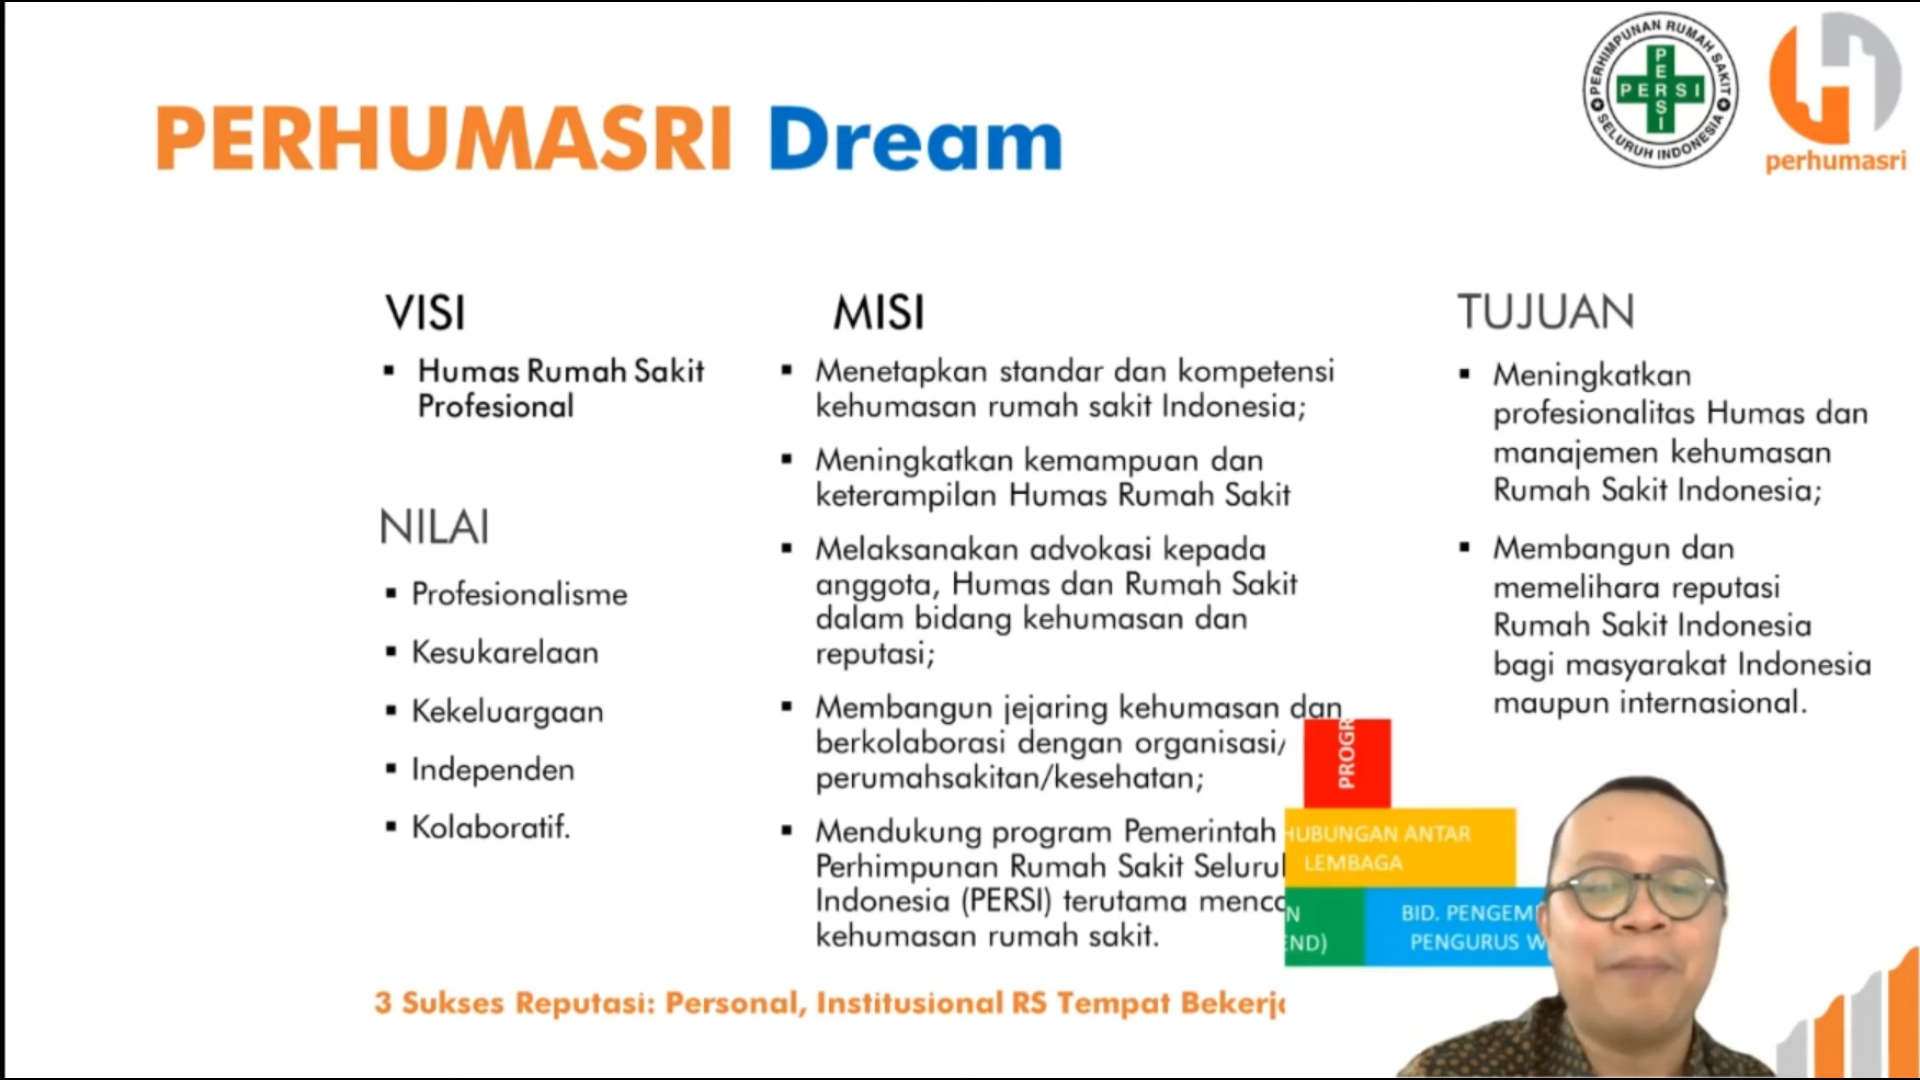 PERHUMASRI Dream
PERHIMPUNAN RUMAH SAKIT
SELURUH INDONESIA
PERSI
PERSI
perhumasri
VISI
▪ Humas Rumah Sakit
Profesional
NILAI
▪ Profesionalisme
▪ Kesukarelaan
▪ Kekeluargaan
▪ Independen
▪ Kolaboratif.
MISI
▪ Menetapkan standar dan kompetensi
kehumasan rumah sakit Indonesia;
▪ Meningkatkan kemampuan dan
keterampilan Humas Rumah Sakit
▪ Melaksanakan advokasi kepada
anggota, Humas dan Rumah Sakit
dalam bidang kehumasan dan
reputasi;
▪ Membangun jejaring kehumasan dan
berkolaborasi dengan organisasi/
perumahsakitan/kesehatan;
▪ Mendukung program Pemerintah
Perhimpunan Rumah Sakit
Indonesia (PERSI) terutama
kehumasan rumah sakit.
TUJUAN
▪ Meningkatkan
profesionalitas Humas dan
manajemen kehumasan
Rumah Sakit Indonesia;
▪ Membangun dan
memelihara reputasi
Rumah Sakit Indonesia
bagi masyarakat Indonesia
maupun internasional.
HUBUNGAN ANTAR
LEMBAGA
BID.
PENGURUS
3 Sukses Reputasi: Personal, Institusional RS Tempat